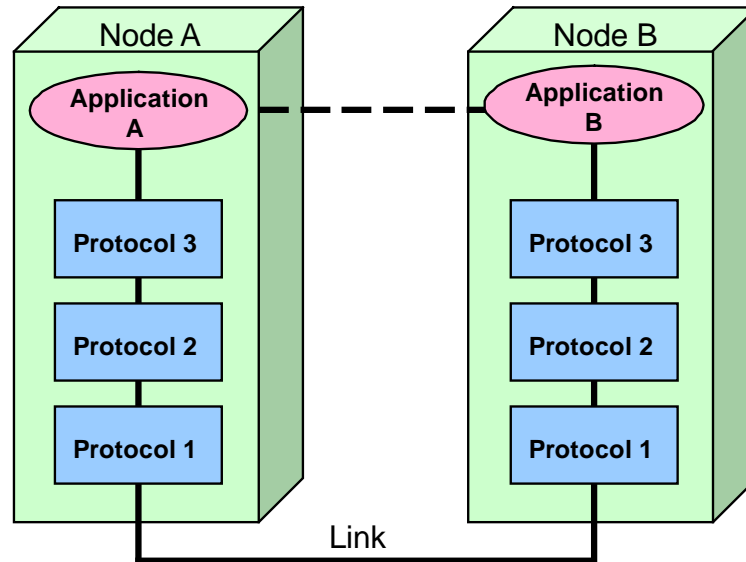 Node A
Application
A
Protocol 3
Protocol 2
Protocol 1
Node B
Application
B
Protocol 3
Protocol 2
Protocol 1
Link